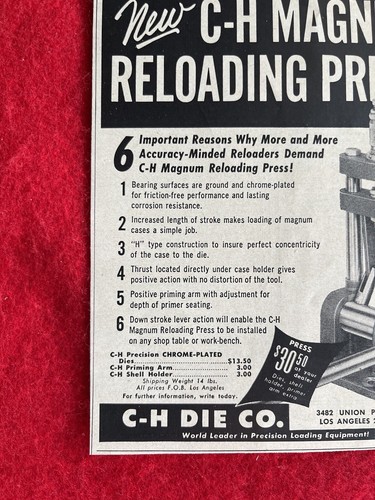 New C-H MAGN
RELOADING PR
6 Important Reasons Why More and More
Accuracy-Minded Reloaders Demand
C-H Magnum Reloading Press!
1 Bearing surfaces are ground and chrome-plated
for friction-free performance and lasting
corrosion resistance.
2 Increased length of stroke makes loading of magnum
cases a simple job.
3 "H" type construction to insure perfect concentricity
of the case to the die.
4 Thrust located directly under case holder gives
positive action with no distortion of the tool.
5 Positive priming arm with adjustment for
depth of primer seating.
6 Down stroke lever action will enable the C-H
Magnum Reloading Press to be installed
on any shop table or work-bench.
C-H Precision CHROME-PLATED
Dies....................$13.50
C-H Priming Arm........... 3.00
C-H Shell Holder........... 3.00
Shipping Weight 14 lbs.
All prices F.O.B. Los Angeles
For further information, write today.
PRESS
$30.50
at your
dealer
Dies, shell
holder, primer
arm extra
C-H DIE CO.
3482 UNION P
LOS ANGELES 2
World Leader in Precision Loading Equipment!